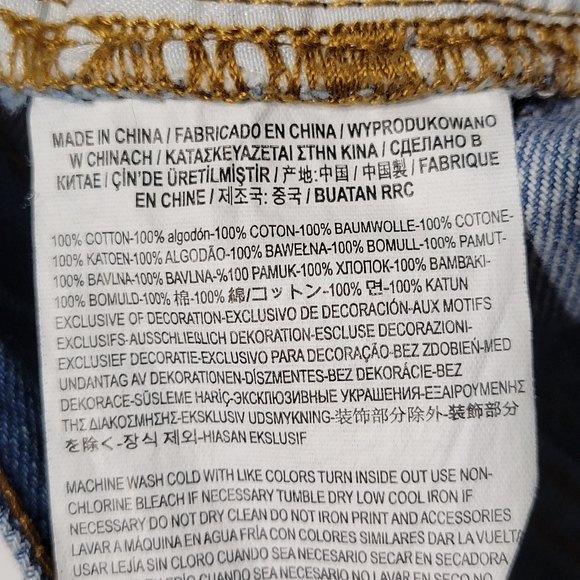 MADE IN CHINA / FABRICADO EN CHINA / WYPRODUKOWANO
W CHINACH / ΚΑΤΑΣΚΕΥΑΖΕΤΑΙ ΣΤΗΝ ΚΙΝΑ / СДЕЛАНО В
КИТАЕ / ÇİN'DE ÜRETİLMİŞTİR / 产地:中国 / 中国製 / FABRIQUE
EN CHINE / 제조국: 중국 / BUATAN RRC
100% COTTON-100% algodón-100% COTON-100% BAUMWOLLE-100% COTONE-
100% KATOEN-100% ALGODÃO-100% BAWEŁNA-100% BOMULL-100% PAMUT-
100% BAVLNA-100% BAVLNA-%100 PAMUK-100% ХЛОПОК-100% ΒΑΜΒΑΚΙ-
100% BOMULD-100% 棉-100% 綿/コットン-100% 면-100% KATUN
EXCLUSIVE OF DECORATION-EXCLUSIVO DE DECORACIÓN-AUX MOTIFS
EXCLUSIFS-AUSSCHließLICH DEKORATION-ESCLUSE DECORAZIONI-
EXCLUSIEF DECORATIE-EXCLUSIVO PARA DECORAÇÃO-BEZ ZDOBIEŃ-MED
UNDANTAG AV DEKORATIONEN-DÍSZMENTES-BEZ DEKORÁCIE-BEZ
DEKORACE-SÜSLEME HARİÇ-ЭКСКЛЮЗИВНЫЕ УКРАШЕНИЯ-ΕΞΑΙΡΟΥΜΕΝΗΣ
ΤΗΣ ΔΙΑΚΟΣΜΗΣΗΣ-EKSKLUSIV UDSMYKNING-装饰部分除外-装飾部分
を除く-장식 제외-HIASAN EKSLUSIF
MACHINE WASH COLD WITH LIKE COLORS TURN INSIDE OUT USE NON-
CHLORINE BLEACH IF NECESSARY TUMBLE DRY LOW COOL IRON IF
NECESSARY DO NOT DRY CLEAN DO NOT IRON PRINT AND ACCESSORIES
LAVAR A MÁQUINA EN AGUA FRÍA CON COLORES SIMILARES DAR LA VUELTA
USAR LEJÍA SIN CLORO CUANDO SEA NECESARIO SECAR EN SECADORA